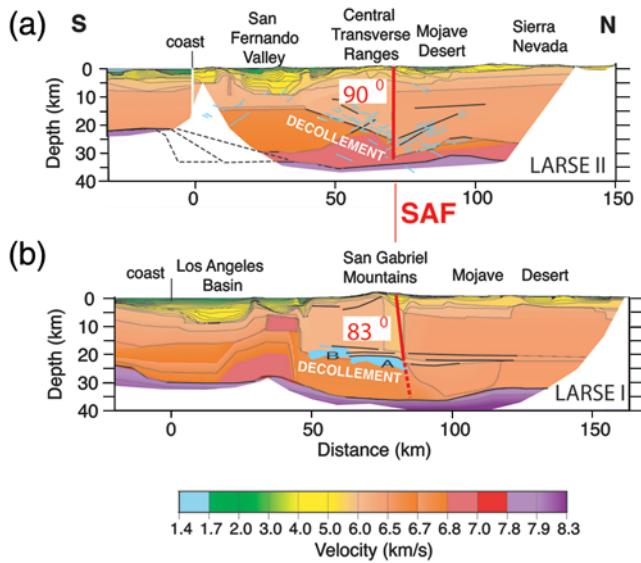 (a) S
San Fernando Valley
Central Transverse Ranges
Mojave Desert
Sierra Nevada
N
coast
0
10
20
30
40
Depth (km)
90⁰
DECOLLEMENT
LARSE II
0 50 100 150
SAF
(b)
coast
Los Angeles Basin
San Gabriel Mountains
Mojave Desert
0
10
20
30
40
Depth (km)
83⁰
B
A
DECOLLEMENT
LARSE I
0 50 100 150
Distance (km)
1.4 1.7 2.0 3.0 4.0 5.0 6.0 6.5 6.7 6.8 7.0 7.8 7.9 8.3
Velocity (km/s)